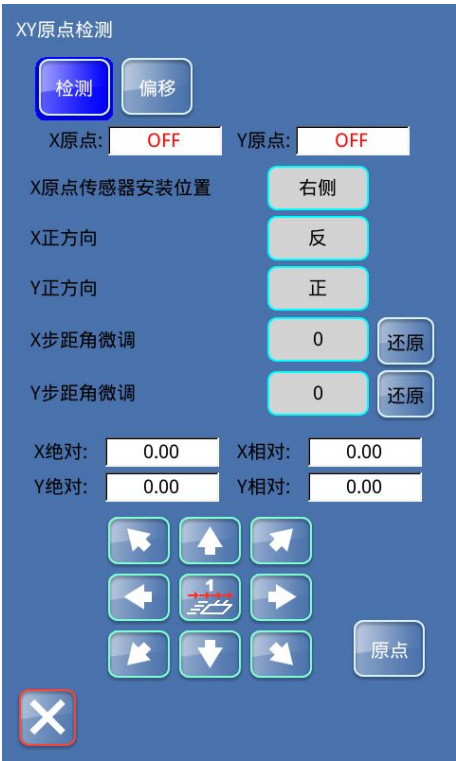 XY原点检测
检测 偏移
X原点: OFF Y原点: OFF
X原点传感器安装位置 右侧
X正方向 反
Y正方向 正
X步距角微调 0 还原
Y步距角微调 0 还原
X绝对: 0.00 X相对: 0.00
Y绝对: 0.00 Y相对: 0.00
1
原点